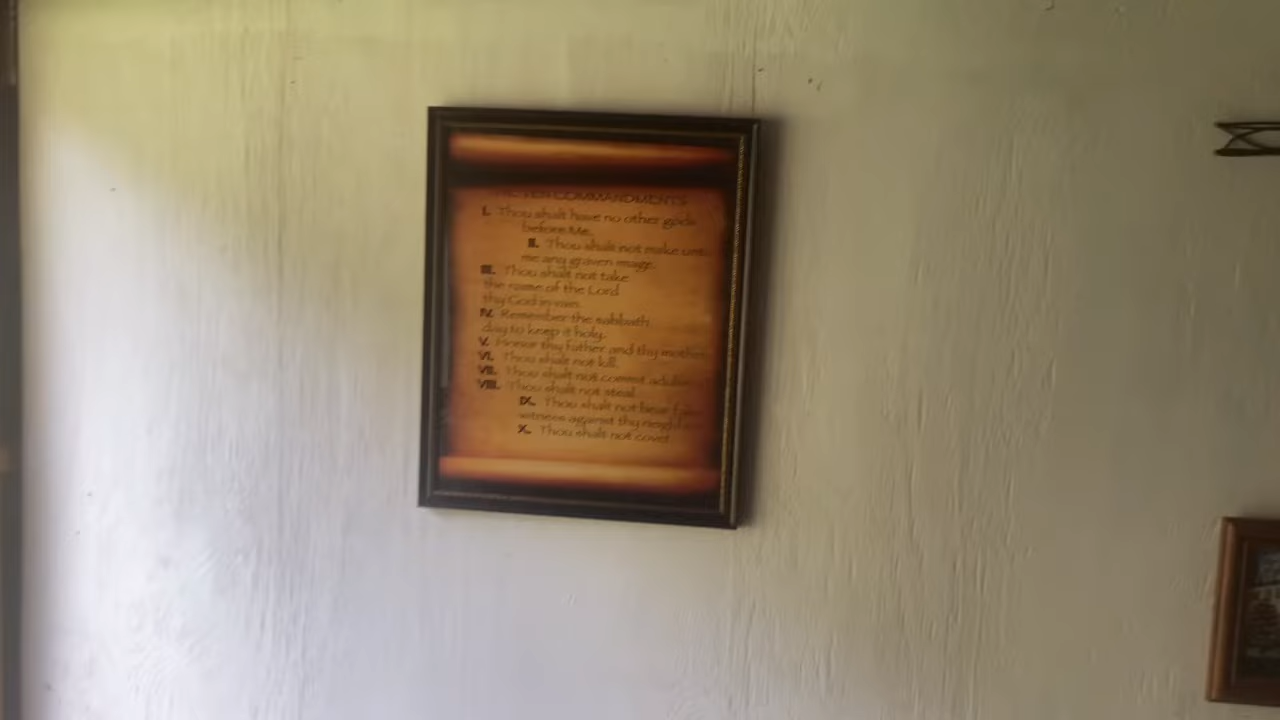 TEN COMMANDMENTS
I. Thou shalt have no other gods
before Me.
II. Thou shalt not make unto
me any graven image.
III. Thou shalt not take
the name of the Lord
thy God in vain.
IV. Remember the sabbath
day to keep it holy.
V. Honor thy father and thy mother
VI. Thou shalt not kill.
VII. Thou shalt not commit
VIII. Thou shalt not steal.
IX. Thou shalt not bear
witness against thy
X. Thou shalt not covet